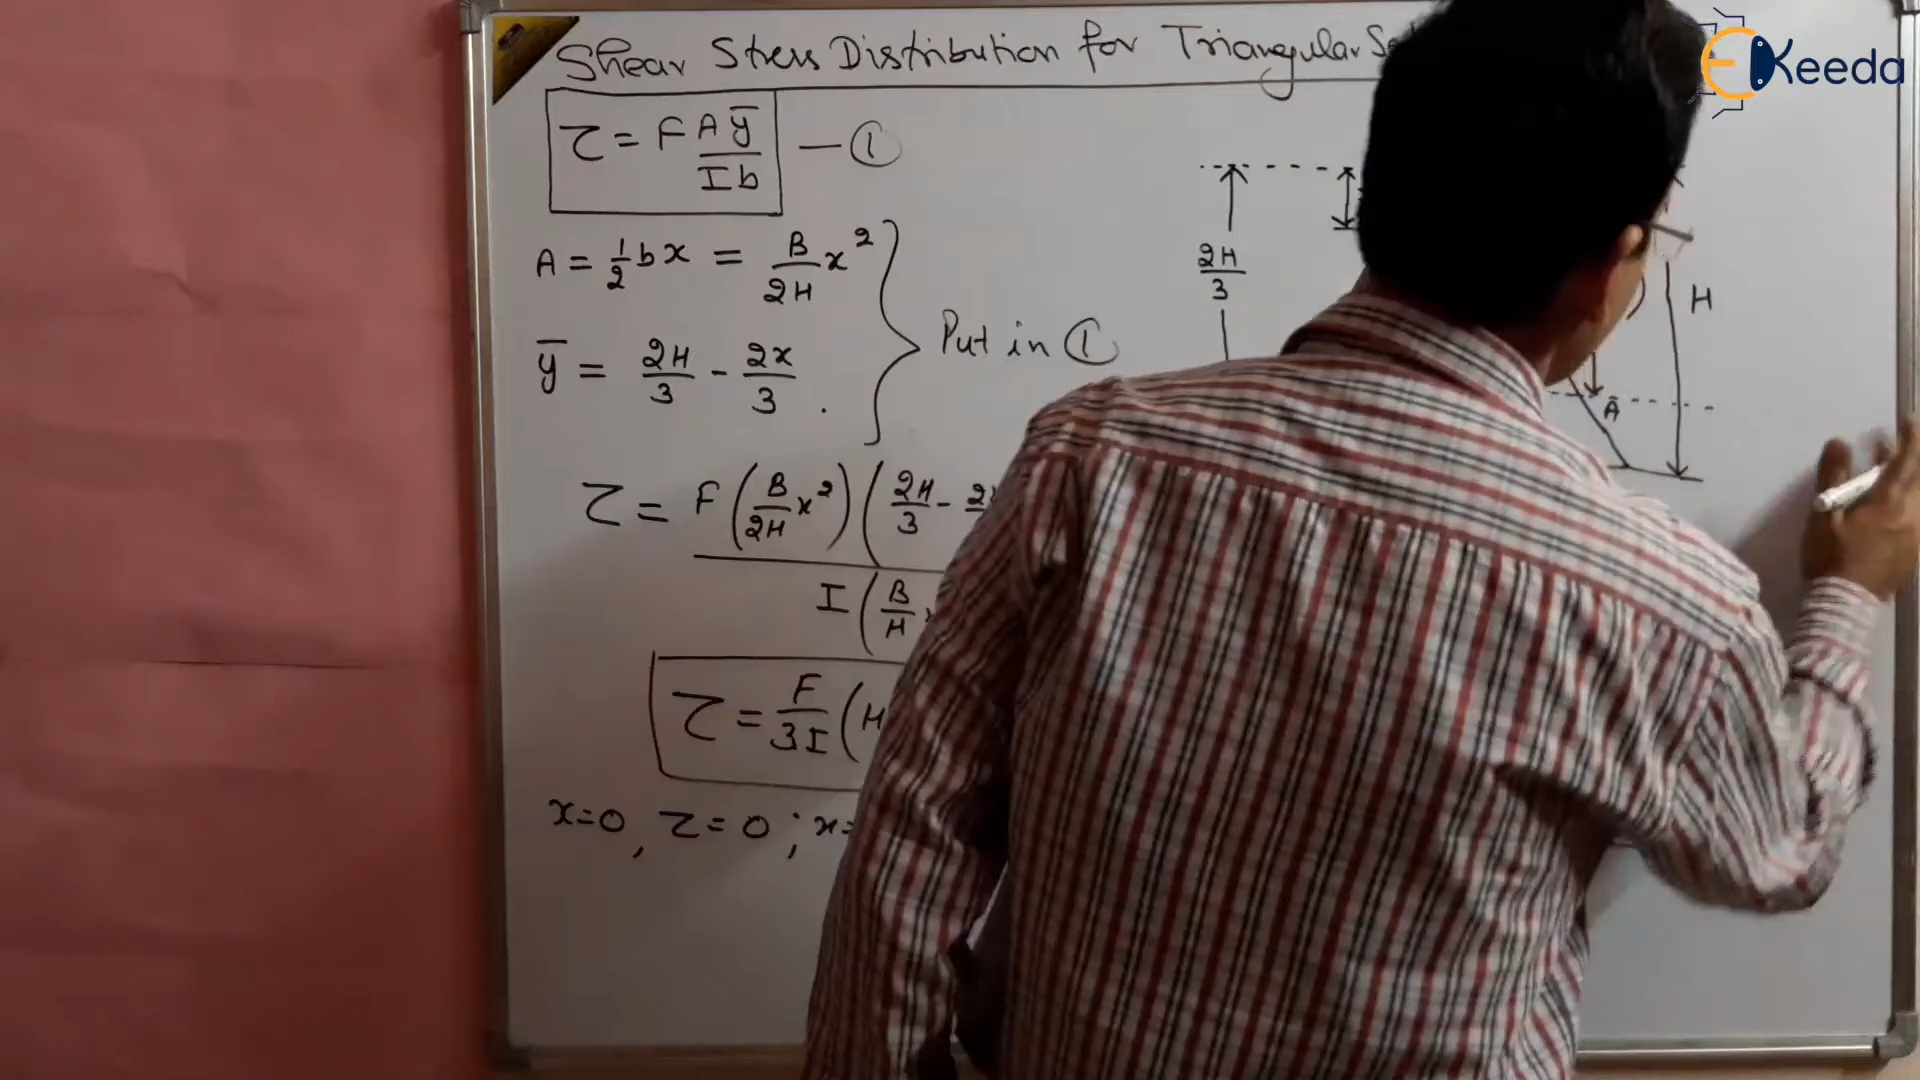 Shear Stress Distribution for Triangular
EKeeda
τ = F Aȳ / Ib — ①
A = 1/2 bx = B/2H x²
ȳ = 2H/3 - 2x/3 .
Put in ①
τ = F (B/2H x²) (2H/3 - 2
I (B/H
τ = F/3I (H
x=0, τ=0 ; x=
2H/3
H
A